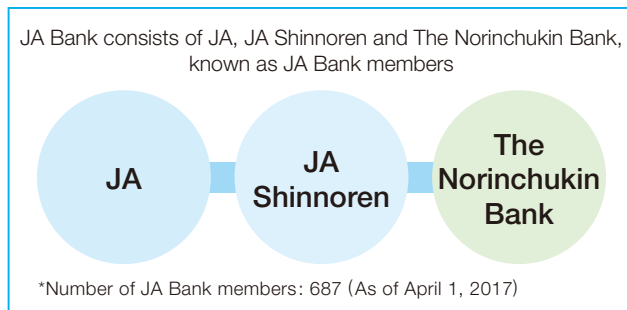 JA Bank consists of JA, JA Shinnoren and The Norinchukin Bank,
known as JA Bank members
JA
JA
Shinnoren
The
Norinchukin
Bank
*Number of JA Bank members: 687 (As of April 1, 2017)